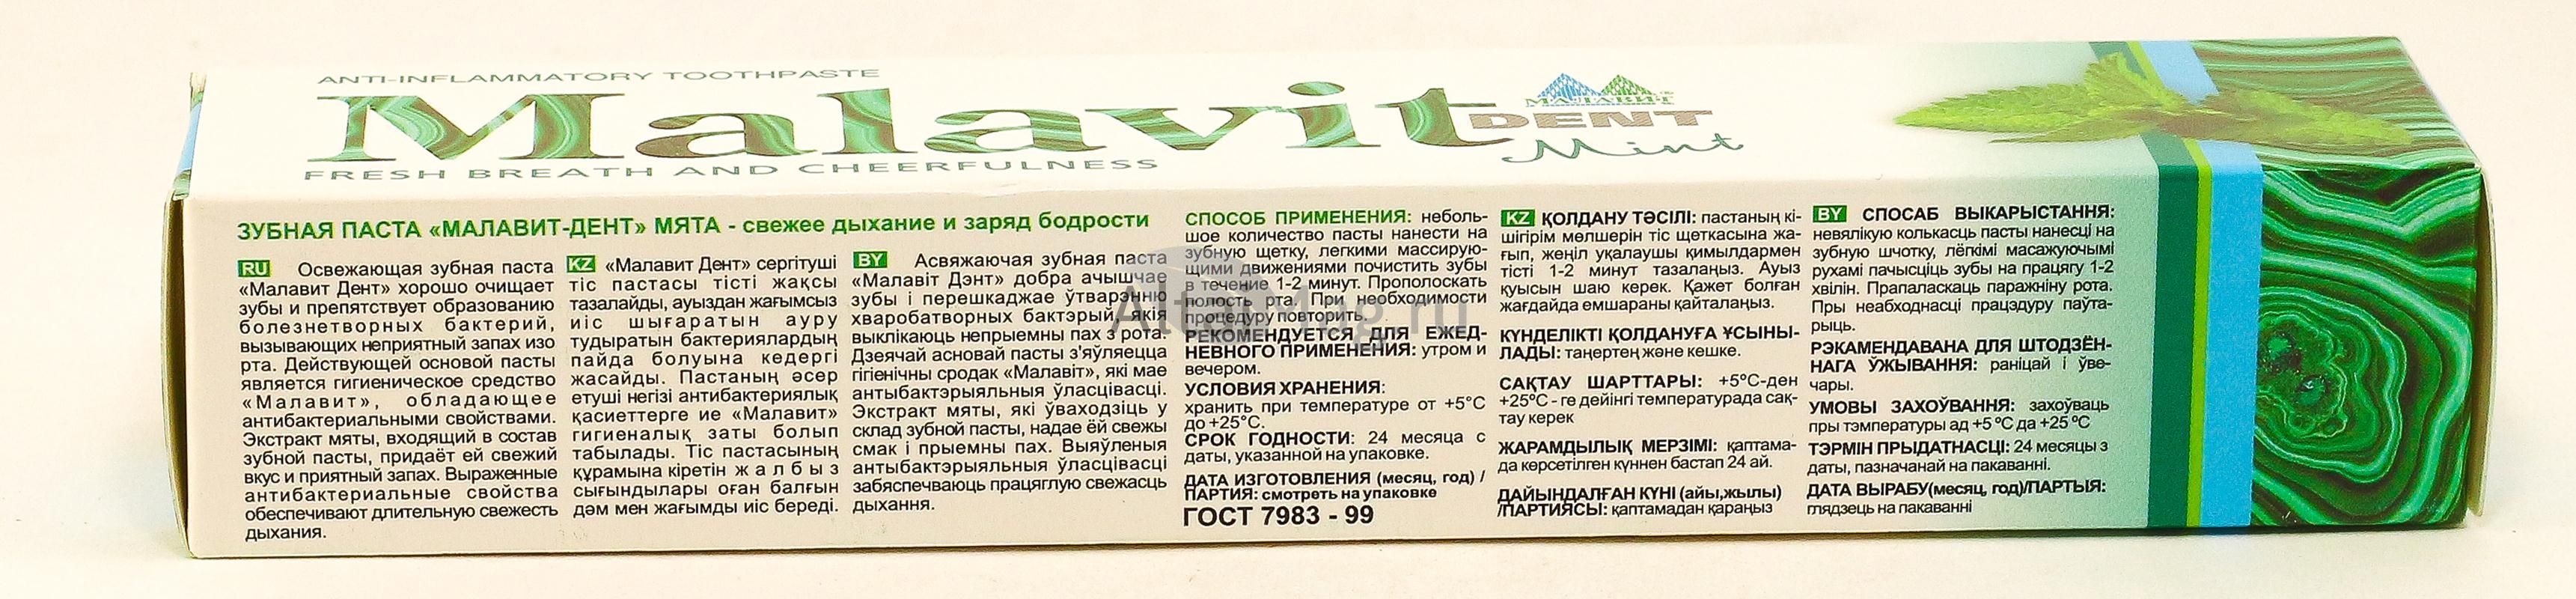 ANTI-INFLAMMATORY TOOTHPASTE
Malavit
МАЛАВИТ
DENT
Mint
FRESH BREATH AND CHEERFULNESS
ЗУБНАЯ ПАСТА «МАЛАВИТ-ДЕНТ» МЯТА - свежее дыхание и заряд бодрости
RU Освежающая зубная паста
«Малавит Дент» хорошо очищает
зубы и препятствует образованию
болезнетворных бактерий,
вызывающих неприятный запах изо
рта. Действующей основой пасты
является гигиеническое средство
«Малавит», обладающее
антибактериальными свойствами.
Экстракт мяты, входящий в состав
зубной пасты, придаёт ей свежий
вкус и приятный запах. Выраженные
антибактериальные свойства
обеспечивают длительную свежесть
дыхания.
KZ «Малавит Дент» сергітуші
тіс пастасы тісті жақсы
тазалайды, ауыздан жағымсыз
иіс шығаратын ауру
тудыратын бактериялардың
пайда болуына кедергі
жасайды. Пастаның әсер
етуші негізі антибактериялық
қасиеттерге ие «Малавит»
гигиеналық заты болып
табылады. Тіс пастасының
құрамына кіретін жалбыз
сығындылары оған балғын
дәм мен жағымды иіс береді.
BY Асвяжаючая зубная паста
«Малавіт Дэнт» добра ачышчае
зубы і перешкаджае ўтварэнню
хваробатворных бактэрый, якія
выклікаюць непрыемны пах з рота.
Дзеячай асновай пасты з'яўляецца
гігіенічны сродак «Малавіт», які мае
антыбактэрыяльныя ўласцівасці.
Экстракт мяты, які ўваходзіць у
склад зубной пасты, надае ёй свежы
смак і прыемны пах. Выяўленыя
антыбактэрыяльныя ўласцівасці
забяспечваюць працяглую свежасць
дыхання.
СПОСОБ ПРИМЕНЕНИЯ: неболь-
шое количество пасты нанести на
зубную щетку, легкими массирую-
щими движениями почистить зубы
в течение 1-2 минут. Прополоскать
полость рта. При необходимости
процедуру повторить.
РЕКОМЕНДУЕТСЯ ДЛЯ ЕЖЕД-
НЕВНОГО ПРИМЕНЕНИЯ: утром и
вечером.
УСЛОВИЯ ХРАНЕНИЯ:
хранить при температуре от +5°С
до +25°С.
СРОК ГОДНОСТИ: 24 месяца с
даты, указанной на упаковке.
ДАТА ИЗГОТОВЛЕНИЯ (месяц, год) /
ПАРТИЯ: смотреть на упаковке
ГОСТ 7983 - 99
KZ ҚОЛДАНУ ТӘСІЛІ: пастаның кі-
шігірім мөлшерін тіс щеткасына жа-
ғып, жеңіл уқалаушы қимылдармен
тісті 1-2 минут тазалаңыз. Ауыз
қуысын шаю керек. Қажет болған
жағдайда емшараны қайталаңыз.
КҮНДЕЛІКТІ ҚОЛДАНУҒА ҰСЫНЫ-
ЛАДЫ: таңертең және кешке.
САҚТАУ ШАРТТАРЫ: +5°С-ден
+25°С - ге дейінгі температурада сақ-
тау керек
ЖАРАМДЫЛЫҚ МЕРЗІМІ: қаптама-
да көрсетілген күннен бастап 24 ай.
ДАЙЫНДАЛҒАН КҮНІ (айы,жылы)
/ПАРТИЯСЫ: қаптамадан қараңыз
BY СПОСАБ ВЫКАРЫСТАННЯ:
невялікую колькасць пасты нанесці на
зубную шчотку, лёгкімі масажуючымі
рухамі пачысціць зубы на працягу 1-2
хвілін. Прапаласкаць паражніну рота.
Пры неабходнасці працэдуру паўта-
рыць.
РЭКАМЕНДАВАНА ДЛЯ ШТОДЗЁН-
НАГА ЎЖЫВАННЯ: раніцай і ўве-
чары.
УМОВЫ ЗАХОЎВАННЯ: захоўваць
пры тэмпературы ад +5 °С да +25 °С
ТЭРМІН ПРЫДАТНАСЦІ: 24 месяцы з
даты, пазначанай на пакаванні.
ДАТА ВЫРАБУ(месяц, год)/ПАРТЫЯ:
глядзець на пакаванні
AltaiMag.ru